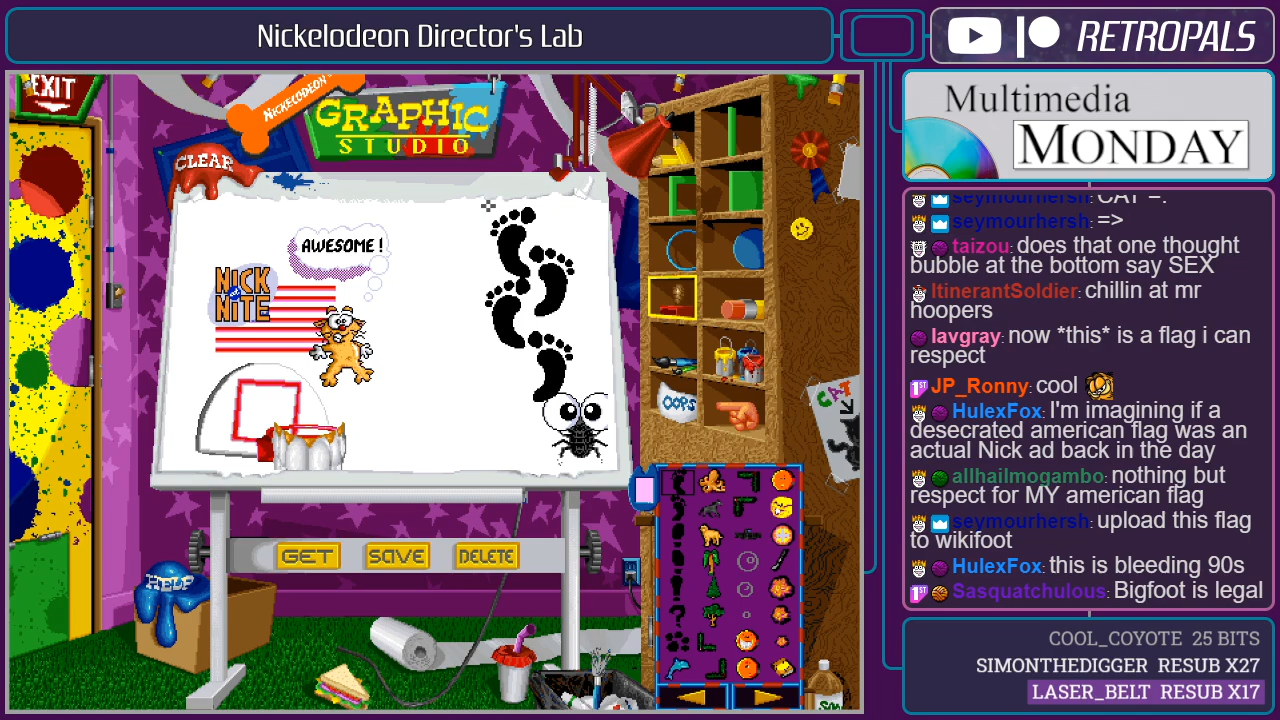 Nickelodeon Director's Lab
RETROPALS
EXIT
NICKELODEON
GRAPHIC
STUDIO
CLEAR
AWESOME!
NICK
NITE
CAT
OOPS
GET
SAVE
DELETE
HELP
Multimedia
MONDAY
seymourhersh: CAT =.
seymourhersh: =>
taizou: does that one thought
bubble at the bottom say SEX
ItinerantSoldier: chillin at mr
hoopers
lavgray: now *this* is a flag i can
respect
JP_Ronny: cool
HulexFox: I'm imagining if a
desecrated american flag was an
actual Nick ad back in the day
allhailmogambo: nothing but
respect for MY american flag
seymourhersh: upload this flag
to wikifoot
HulexFox: this is bleeding 90s
1ST Sasquatchulous: Bigfoot is legal
COOL_COYOTE 25 BITS
SIMONTHEDIGGER RESUB X27
LASER_BELT RESUB X17